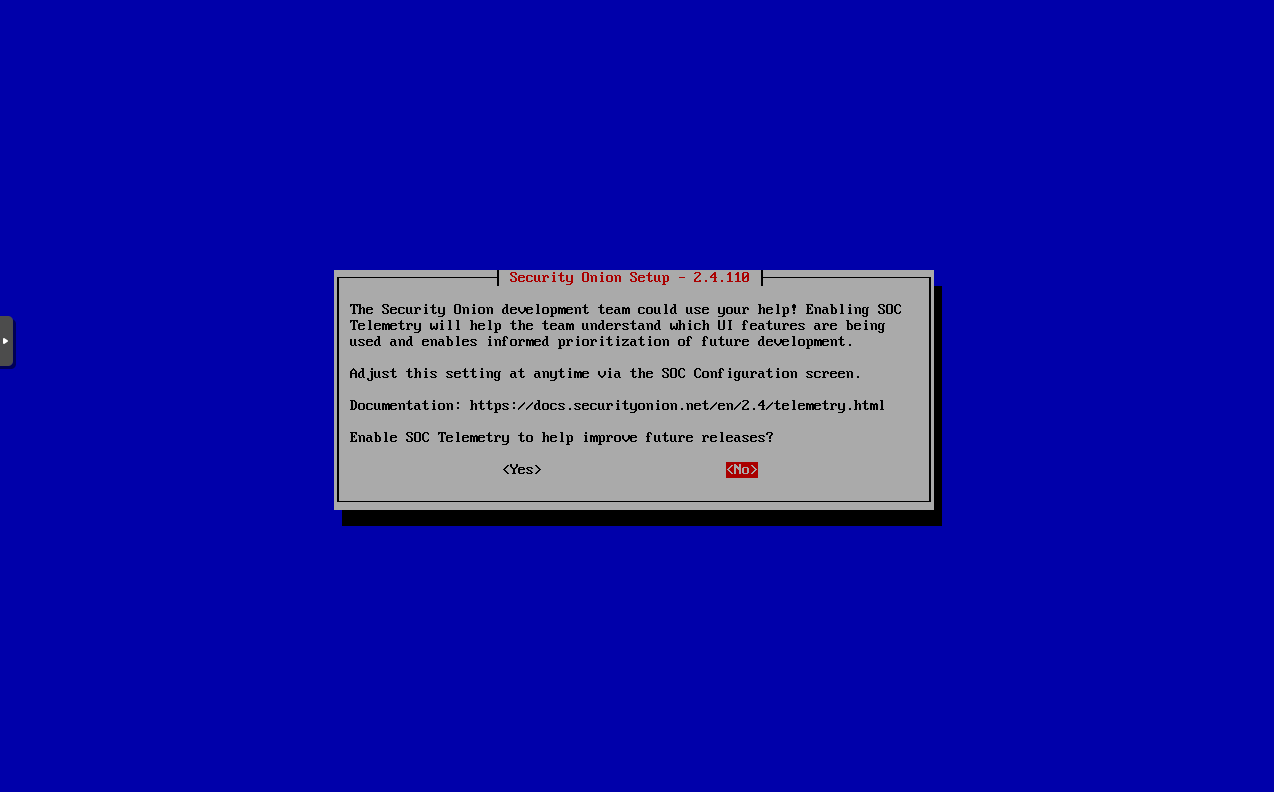 Security Onion Setup - 2.4.110
The Security Onion development team could use your help! Enabling SOC
Telemetry will help the team understand which UI features are being
used and enables informed prioritization of future development.
Adjust this setting at anytime via the SOC Configuration screen.
Documentation: https://docs.securityonion.net/en/2.4/telemetry.html
Enable SOC Telemetry to help improve future releases?
<Yes> <No>